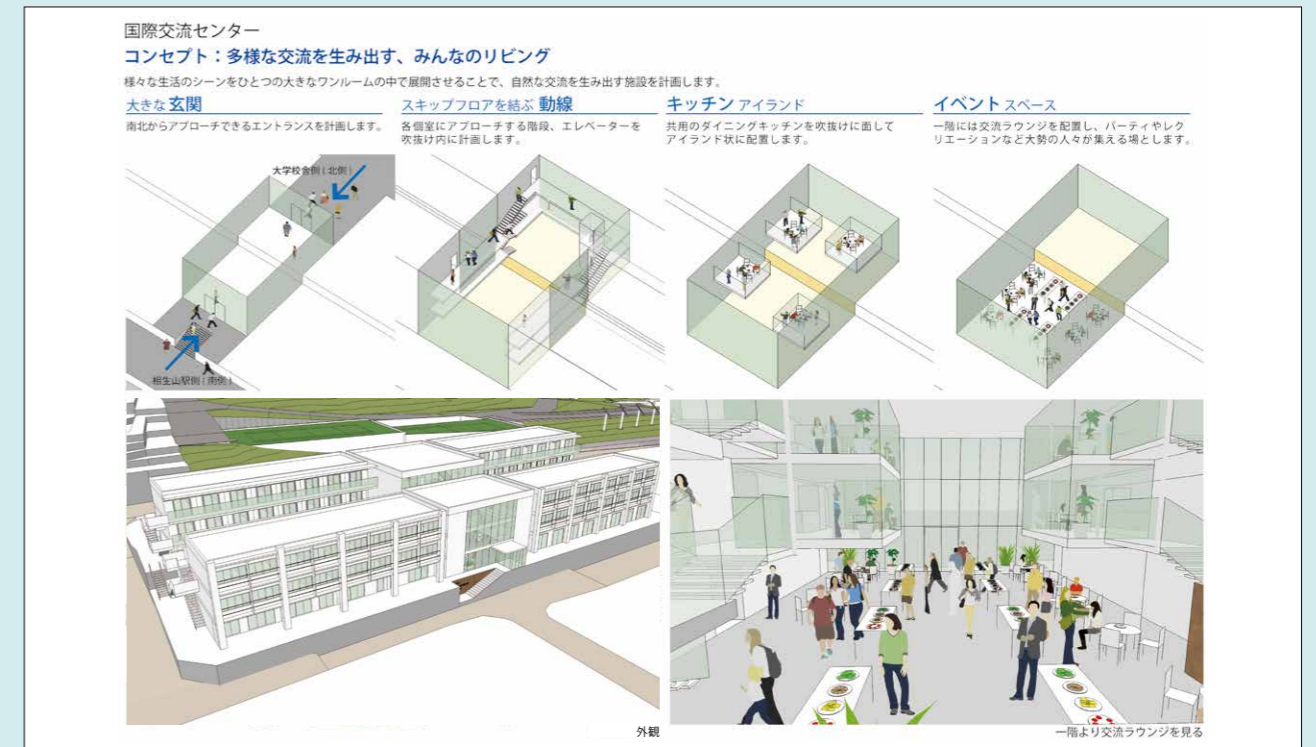 国際交流センター
コンセプト：多様な交流を生み出す、みんなのリビング
様々な生活のシーンをひとつの大きなワンルームの中で展開させることで、自然な交流を生み出す施設を計画します。
大きな 玄関
南北からアプローチできるエントランスを計画します。
スキップフロアを結ぶ 動線
各個室にアプローチする階段、エレベーターを
吹抜け内に計画します。
キッチン アイランド
共用のダイニングキッチンを吹抜けに面して
アイランド状に配置します。
イベント スペース
一階には交流ラウンジを配置し、パーティやレク
リエーションなど大勢の人々が集える場とします。
大学校舎側（北側）
相生山駅側（南側）
外観
一階より交流ラウンジを見る